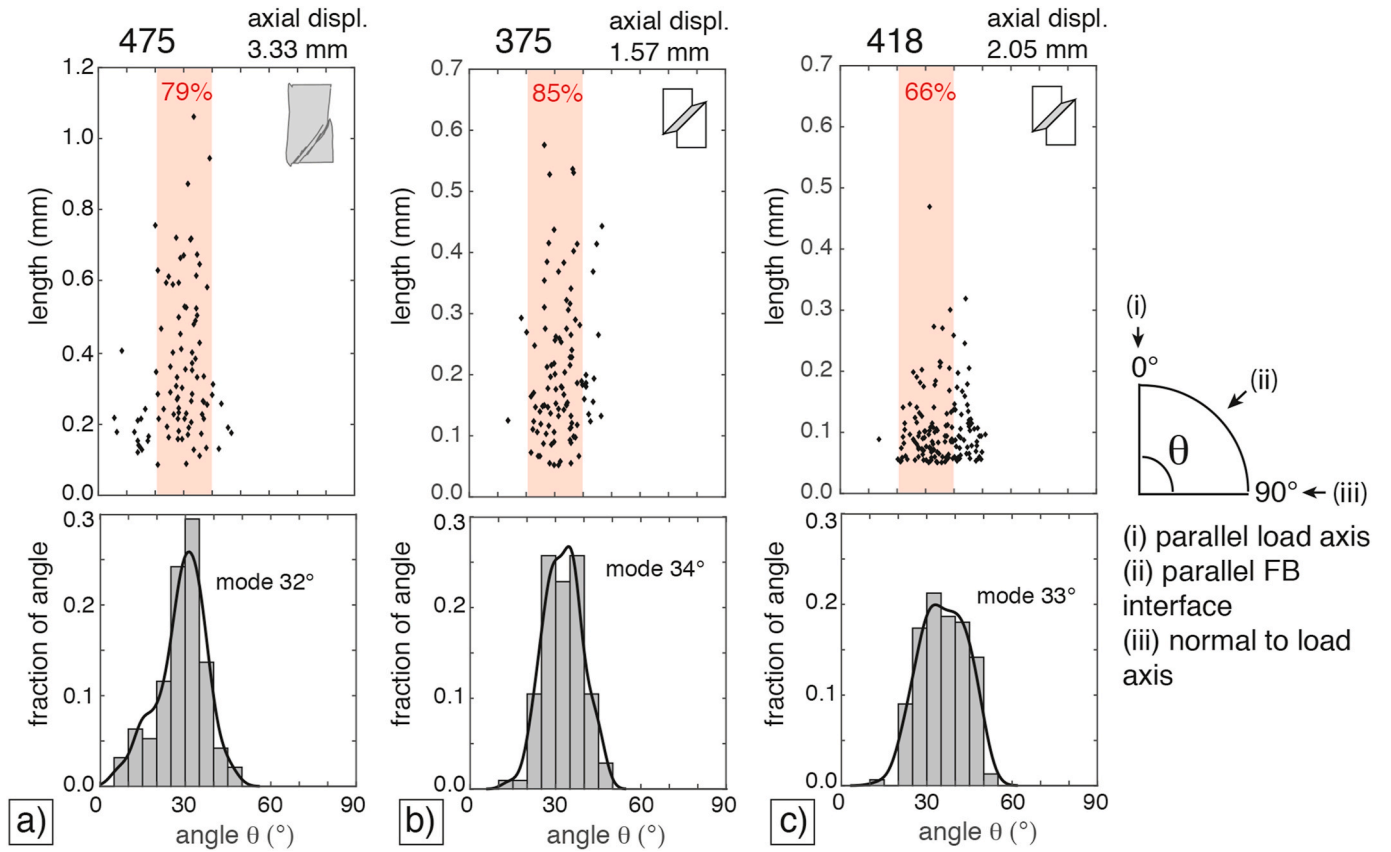 475
axial displ.
3.33 mm
79%
1.2
1.0
0.8
0.6
0.4
0.2
0.0
length (mm)
375
axial displ.
1.57 mm
85%
0.7
0.6
0.5
0.4
0.3
0.2
0.1
0.0
length (mm)
418
axial displ.
2.05 mm
66%
0.7
0.6
0.5
0.4
0.3
0.2
0.1
0.0
length (mm)
(i)
0°
(ii)
θ
90°
(iii)
(i) parallel load axis
(ii) parallel FB
interface
(iii) normal to load
axis
mode 32°
0.3
0.2
0.1
0.0
fraction of angle
0 30 60 90
angle θ (°)
a)
mode 34°
0.3
0.2
0.1
0.0
fraction of angle
0 30 60 90
angle θ (°)
b)
mode 33°
0.3
0.2
0.1
0.0
fraction of angle
0 30 60 90
angle θ (°)
c)